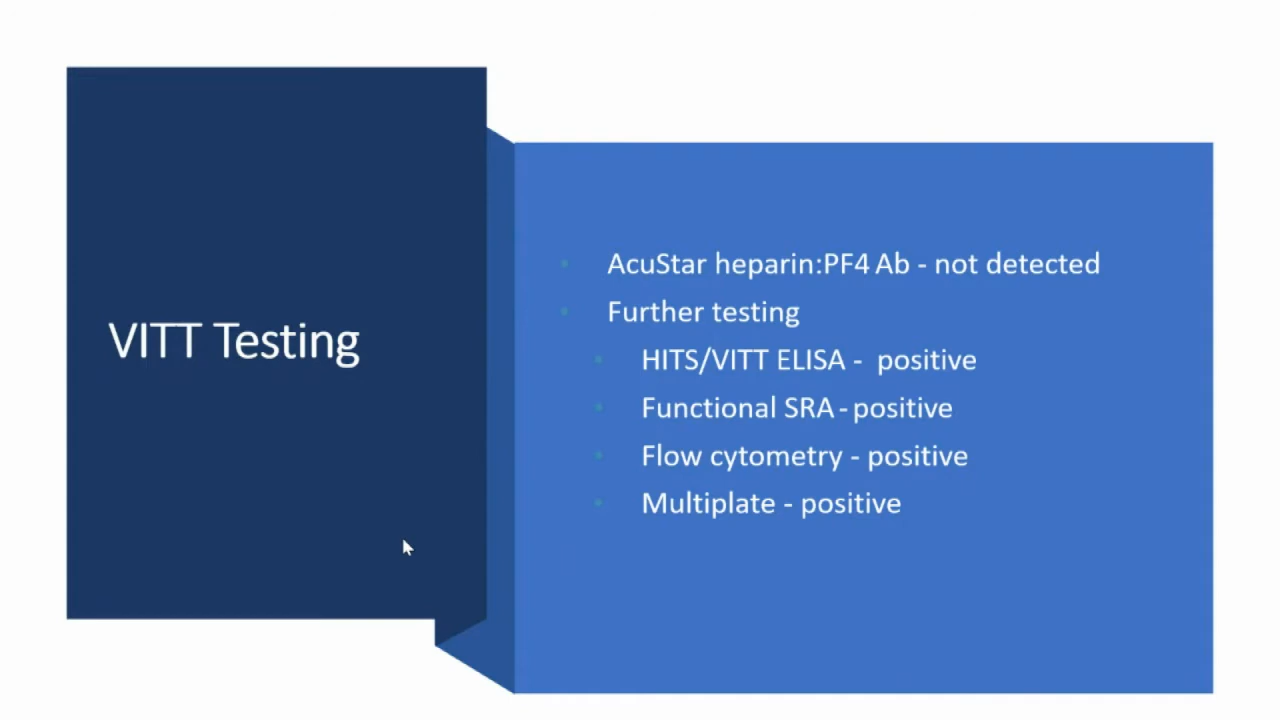 VITT Testing
AcuStar heparin:PF4 Ab - not detected
Further testing
HITS/VITT ELISA - positive
Functional SRA - positive
Flow cytometry - positive
Multiplate - positive